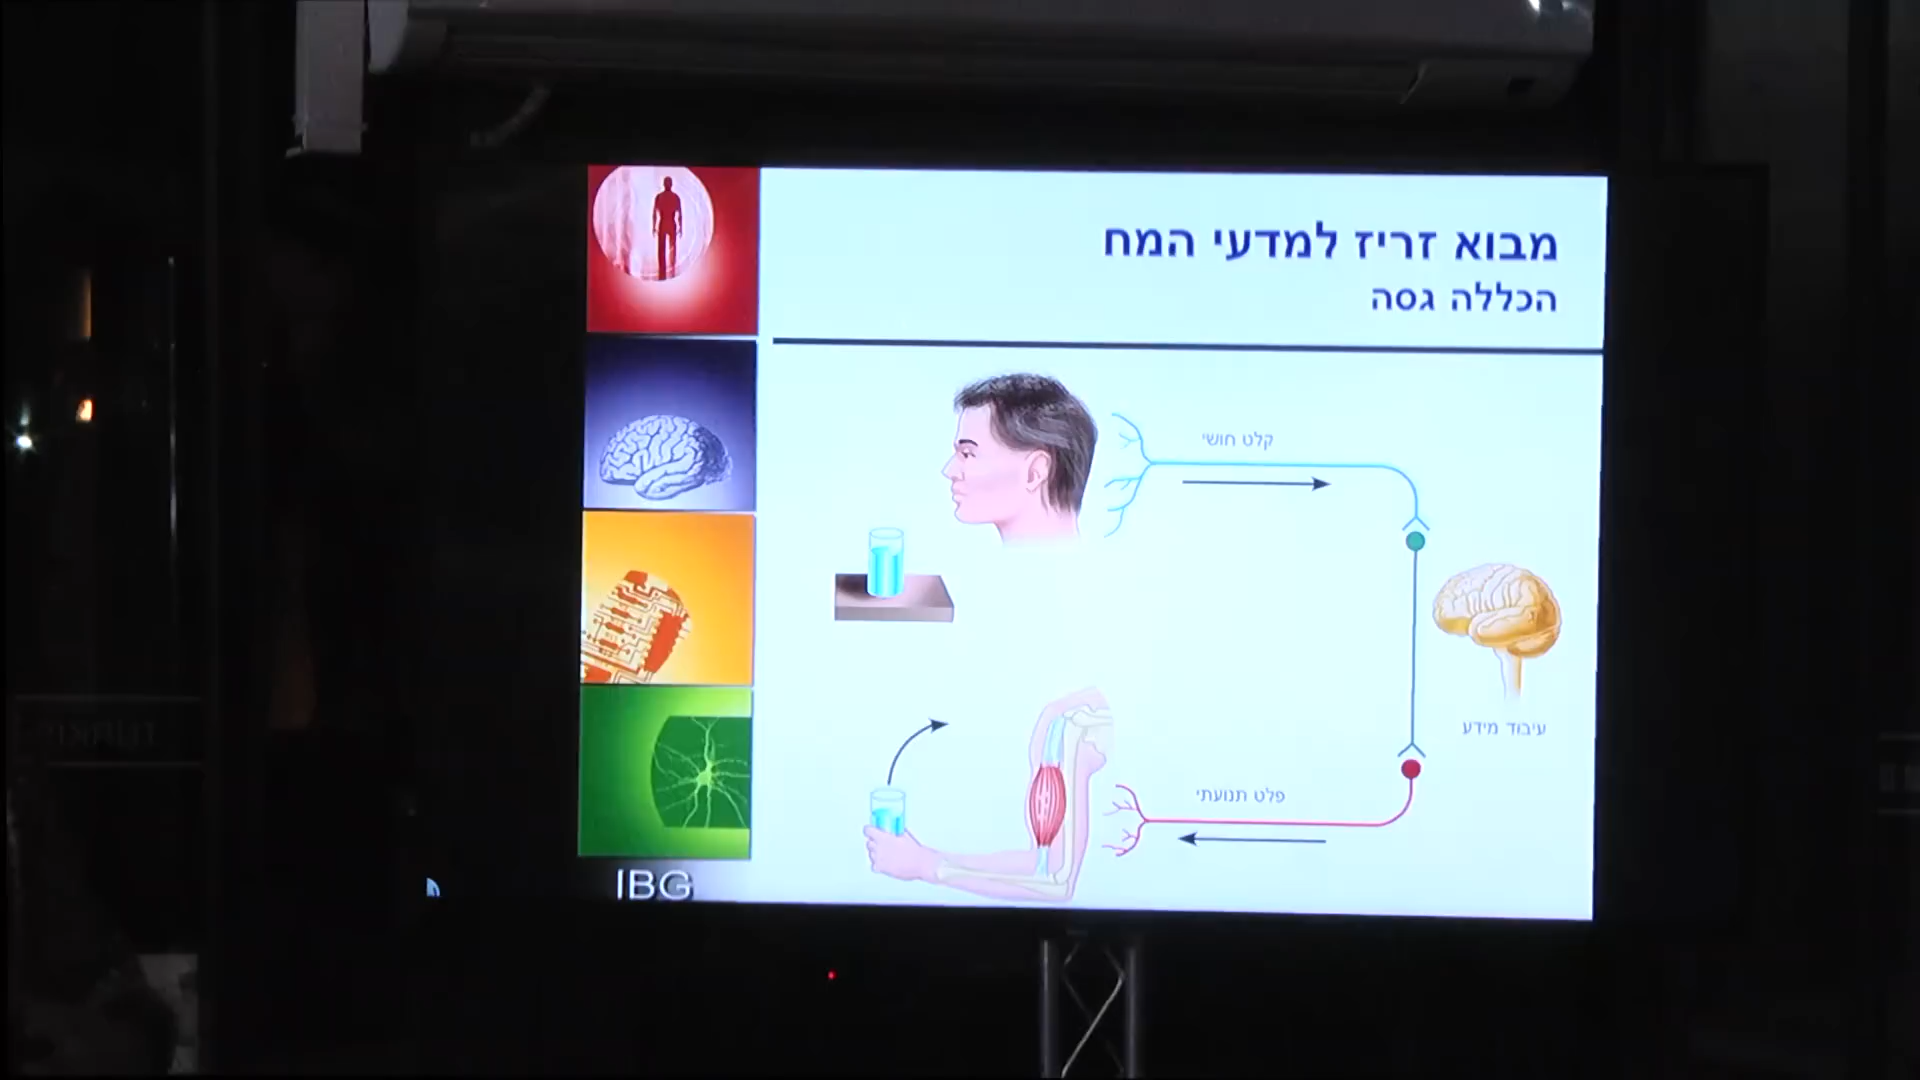 מבוא זריז למדעי המח
הכללה גסה
קלט חושי
עיבוד מידע
פלט תנועתי
IBG